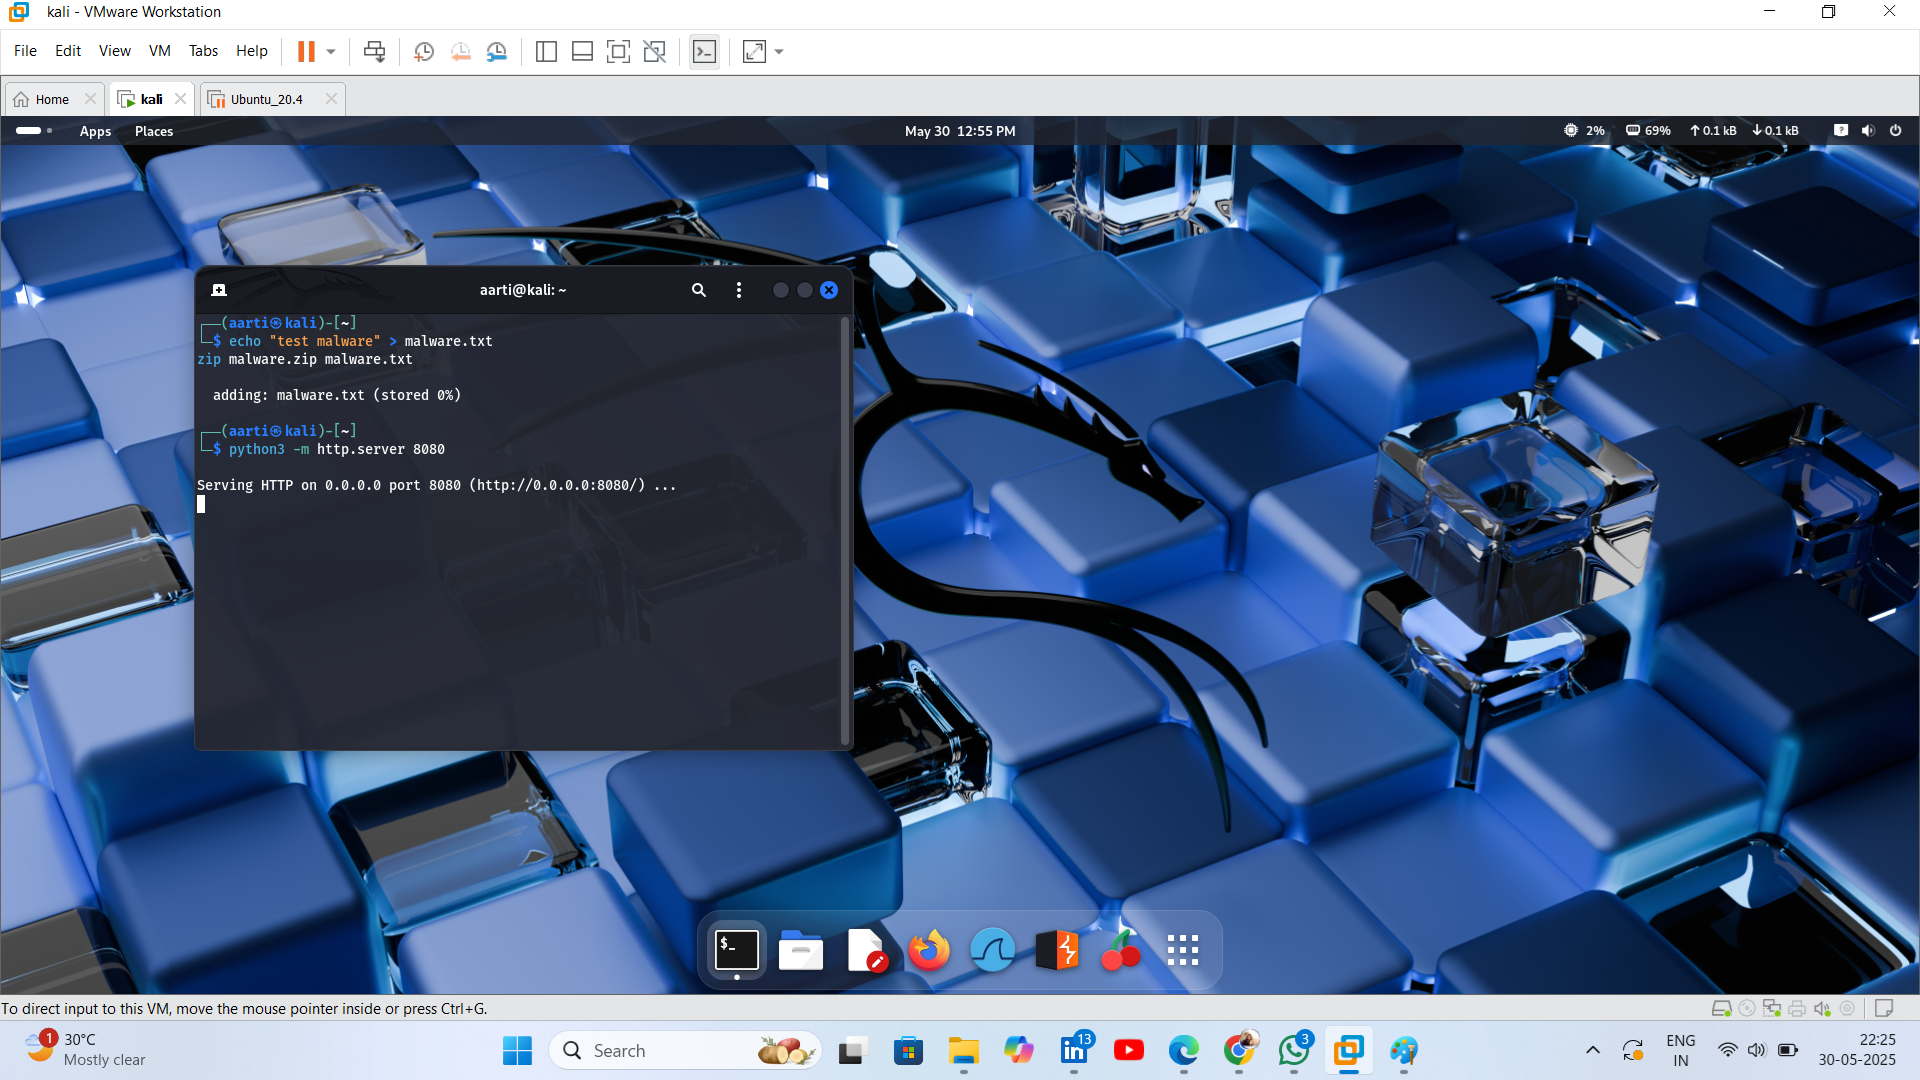 kali - VMware Workstation
File Edit View VM Tabs Help
Home kali Ubuntu_20.4
Apps Places May 30 12:55 PM 2% 69% 0.1 kB 0.1 kB
aarti@kali: ~
┌──(aarti㉿kali)-[~]
└─$ echo "test malware" > malware.txt
zip malware.zip malware.txt
adding: malware.txt (stored 0%)
┌──(aarti㉿kali)-[~]
└─$ python3 -m http.server 8080
Serving HTTP on 0.0.0.0 port 8080 (http://0.0.0.0:8080/) ...
$_
To direct input to this VM, move the mouse pointer inside or press Ctrl+G.
1 30°C
Mostly clear
Search
13
3
ENG
IN
22:25
30-05-2025